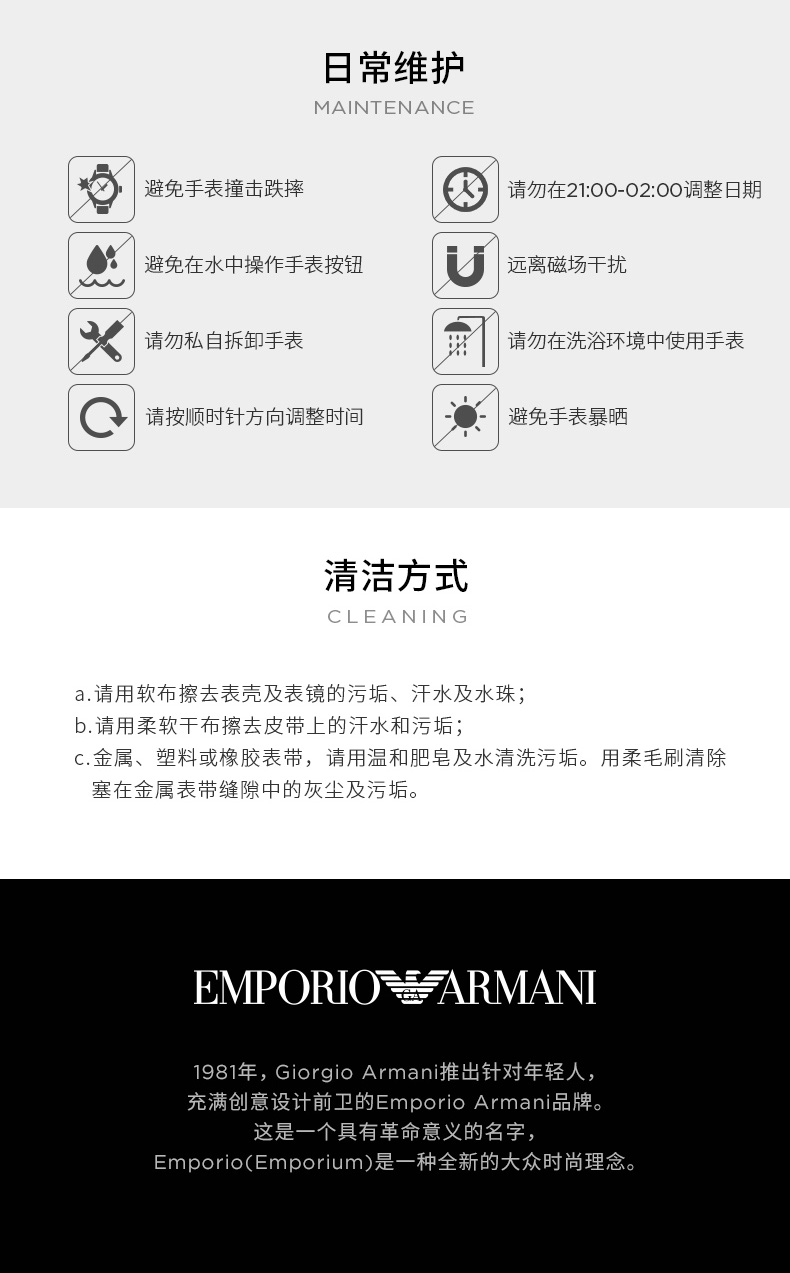 日常维护
MAINTENANCE
避免手表撞击跌摔
请勿在21:00-02:00调整日期
避免在水中操作手表按钮
远离磁场干扰
请勿私自拆卸手表
请勿在洗浴环境中使用手表
请按顺时针方向调整时间
避免手表暴晒
清洁方式
CLEANING
a.请用软布擦去表壳及表镜的污垢、汗水及水珠；
b.请用柔软干布擦去皮带上的汗水和污垢；
c.金属、塑料或橡胶表带，请用温和肥皂及水清洗污垢。用柔毛刷清除
塞在金属表带缝隙中的灰尘及污垢。
EMPORIO GA ARMANI
1981年，Giorgio Armani推出针对年轻人，
充满创意设计前卫的Emporio Armani品牌。
这是一个具有革命意义的名字，
Emporio(Emporium)是一种全新的大众时尚理念。